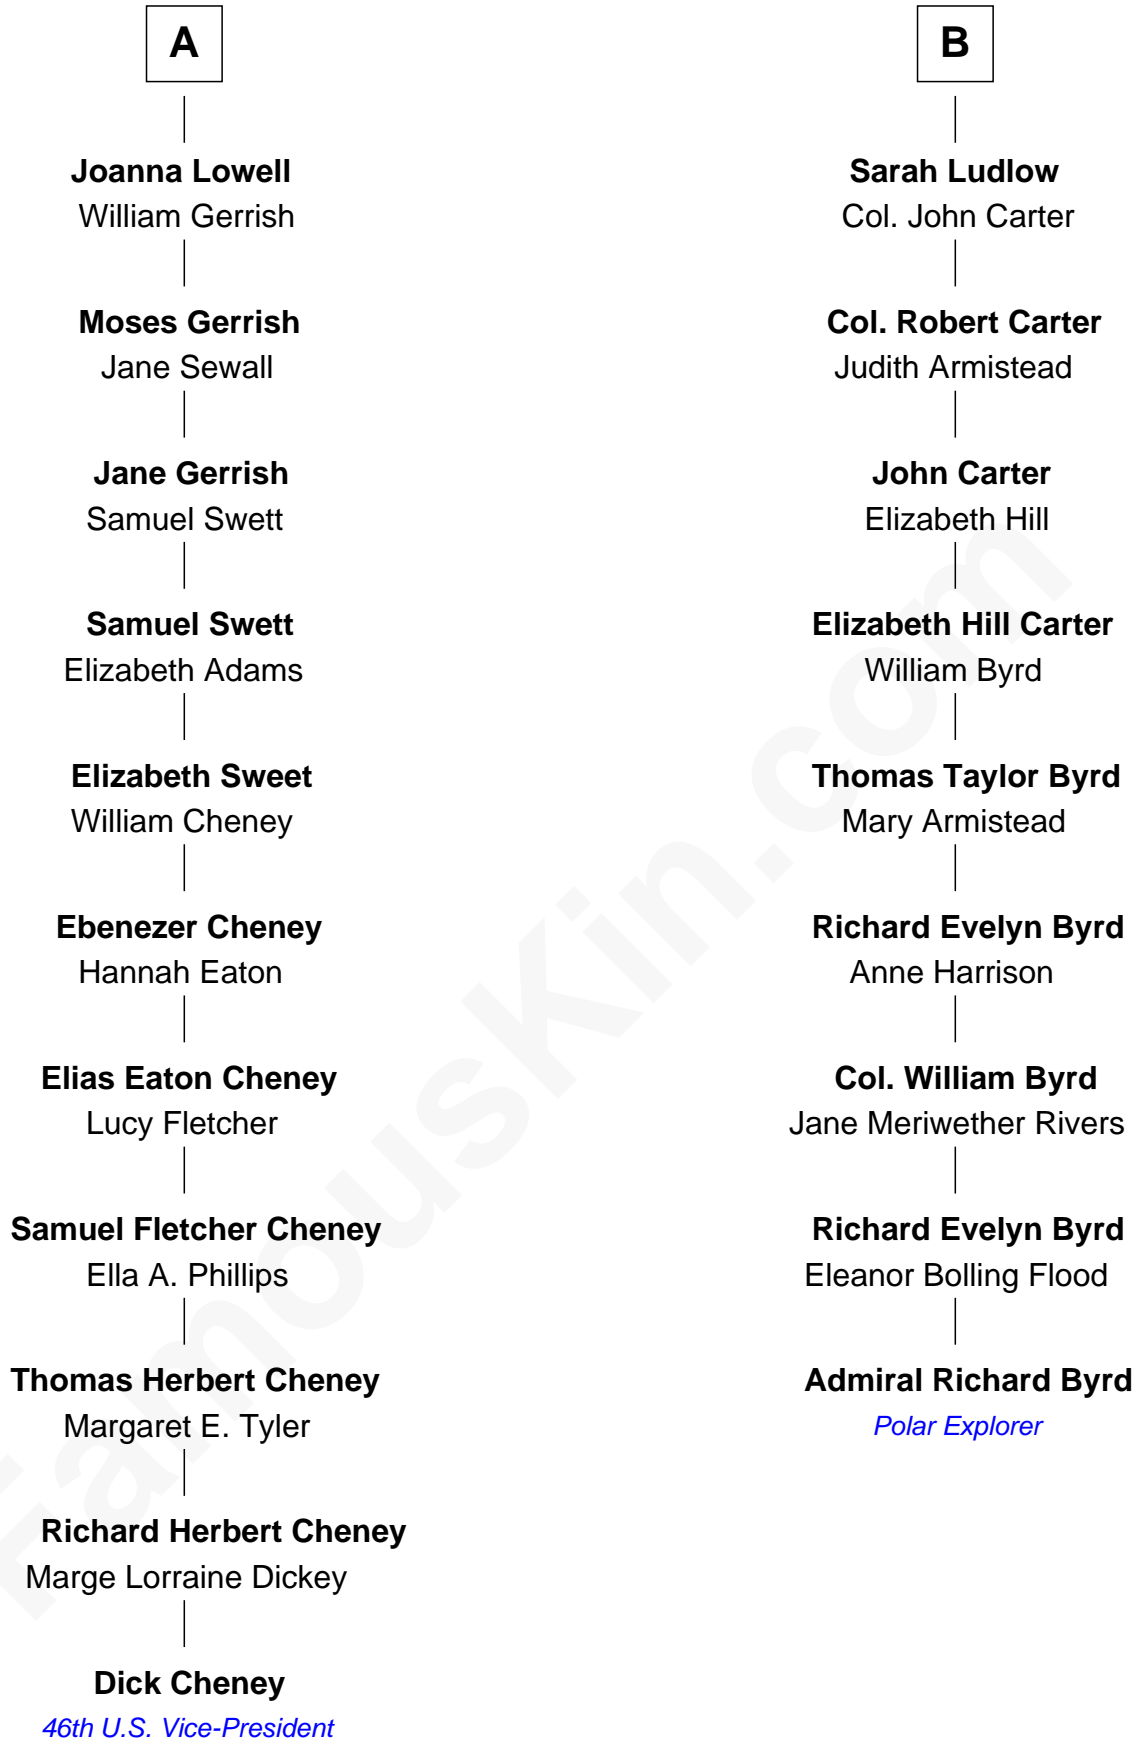 A
Joanna Lowell
William Gerrish
Moses Gerrish
Jane Sewall
Jane Gerrish
Samuel Swett
Samuel Swett
Elizabeth Adams
Elizabeth Sweet
William Cheney
Ebenezer Cheney
Hannah Eaton
Elias Eaton Cheney
Lucy Fletcher
Samuel Fletcher Cheney
Ella A. Phillips
Thomas Herbert Cheney
Margaret E. Tyler
Richard Herbert Cheney
Marge Lorraine Dickey
Dick Cheney
46th U.S. Vice-President
B
Sarah Ludlow
Col. John Carter
Col. Robert Carter
Judith Armistead
John Carter
Elizabeth Hill
Elizabeth Hill Carter
William Byrd
Thomas Taylor Byrd
Mary Armistead
Richard Evelyn Byrd
Anne Harrison
Col. William Byrd
Jane Meriwether Rivers
Richard Evelyn Byrd
Eleanor Bolling Flood
Admiral Richard Byrd
Polar Explorer
FamousKin.com